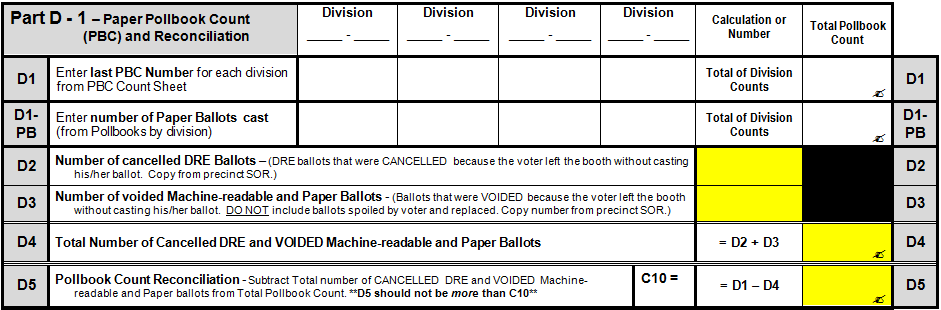 Part D - 1 – Paper Pollbook Count
(PBC) and Reconciliation
Division
_____ - _____
Division
_____ - _____
Division
_____ - _____
Division
_____ - _____
Calculation or
Number
Total Pollbook
Count
D1
Enter last PBC Number for each division
from PBC Count Sheet
Total of Division
Counts
D1
D1-
PB
Enter number of Paper Ballots cast
(from Pollbooks by division)
Total of Division
Counts
D1-
PB
D2
Number of cancelled DRE Ballots – (DRE ballots that were CANCELLED because the voter left the booth without casting
his/her ballot. Copy from precinct SOR.)
D2
D3
Number of voided Machine-readable and Paper Ballots - (Ballots that were VOIDED because the voter left the booth
without casting his/her ballot. DO NOT include ballots spoiled by voter and replaced. Copy number from precinct SOR.)
D3
D4
Total Number of Cancelled DRE and VOIDED Machine-readable and Paper Ballots
= D2 + D3
D4
D5
Pollbook Count Reconciliation - Subtract Total number of CANCELLED DRE and VOIDED Machine-
readable and Paper ballots from Total Pollbook Count. **D5 should not be more than C10**
C10 =
= D1 – D4
D5